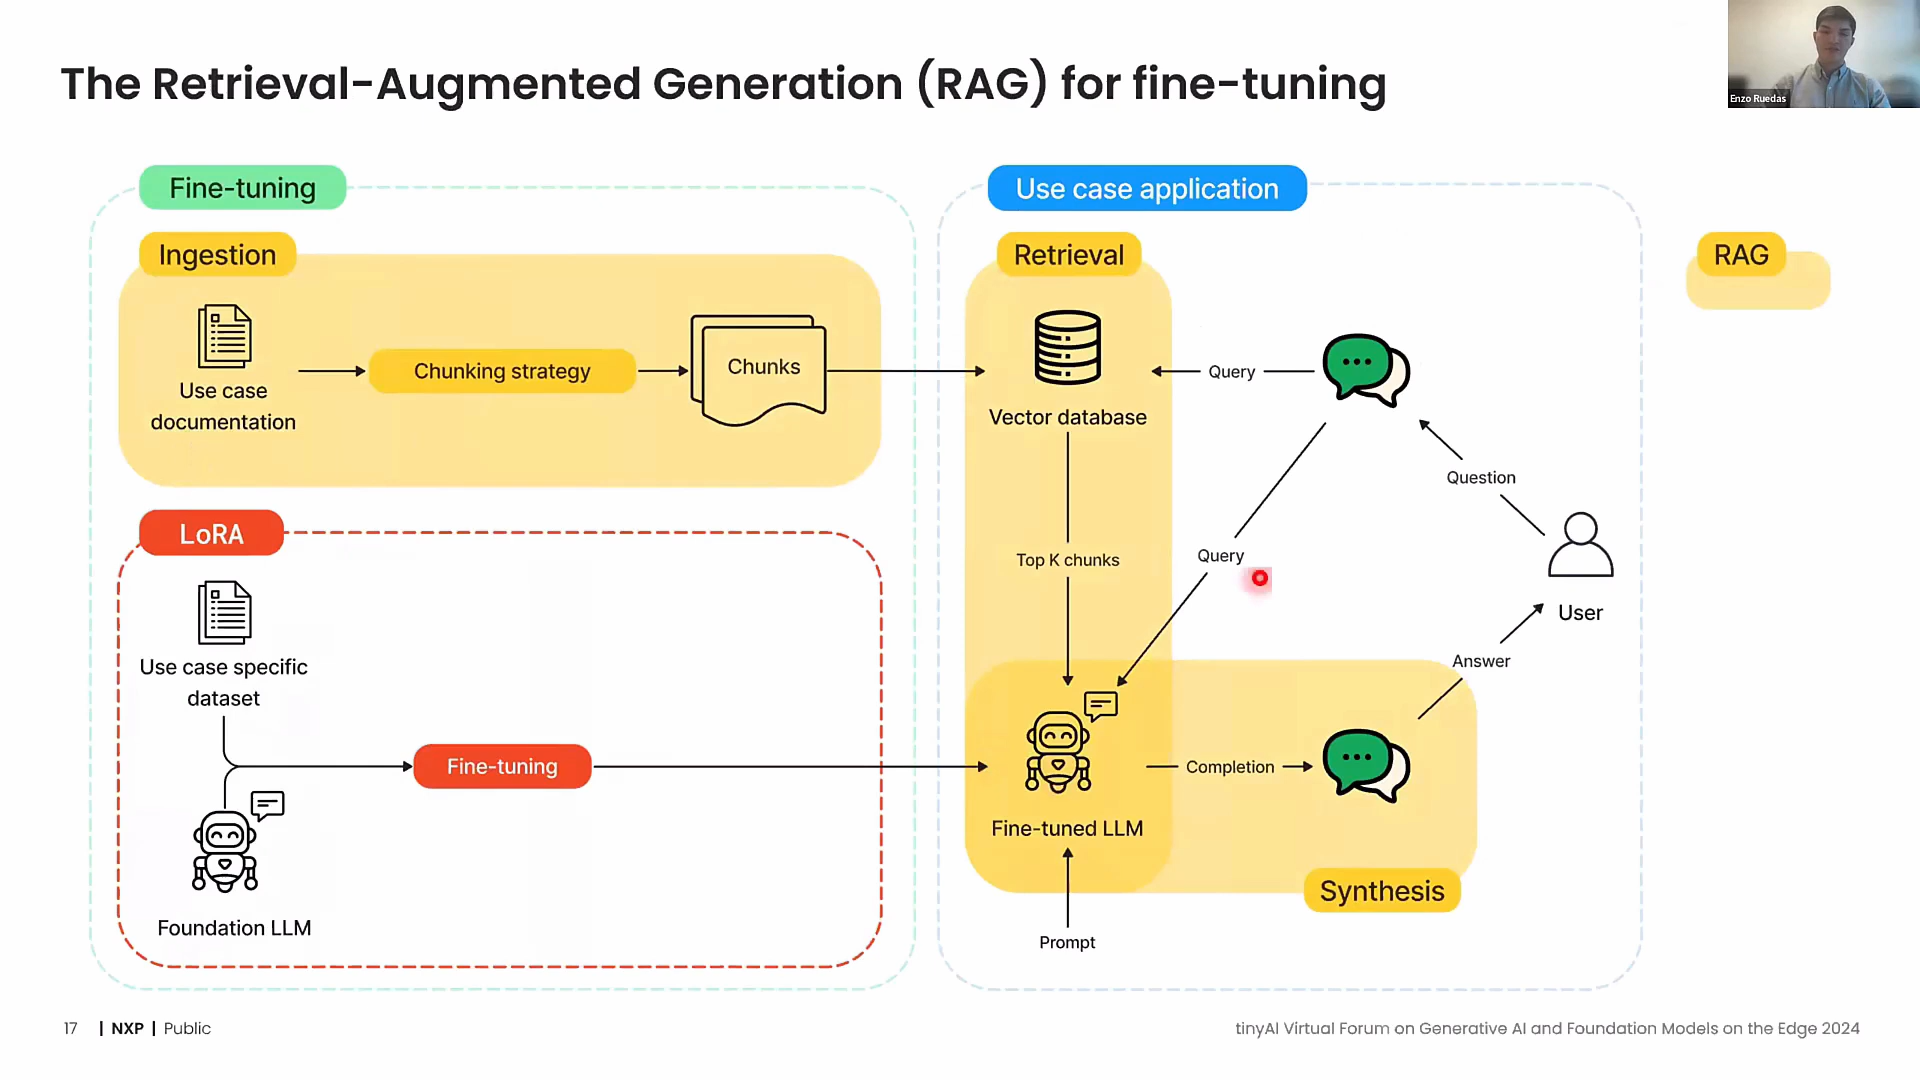 The Retrieval-Augmented Generation (RAG) for fine-tuning
Enzo Ruedas
Fine-tuning
Ingestion
Use case
documentation
Chunking strategy
Chunks
LoRA
Use case specific
dataset
Fine-tuning
Foundation LLM
Use case application
Retrieval
Vector database
Query
Question
Top K chunks
Query
User
Answer
Completion
Fine-tuned LLM
Synthesis
Prompt
RAG
17 | NXP | Public
tinyAI Virtual Forum on Generative AI and Foundation Models on the Edge 2024